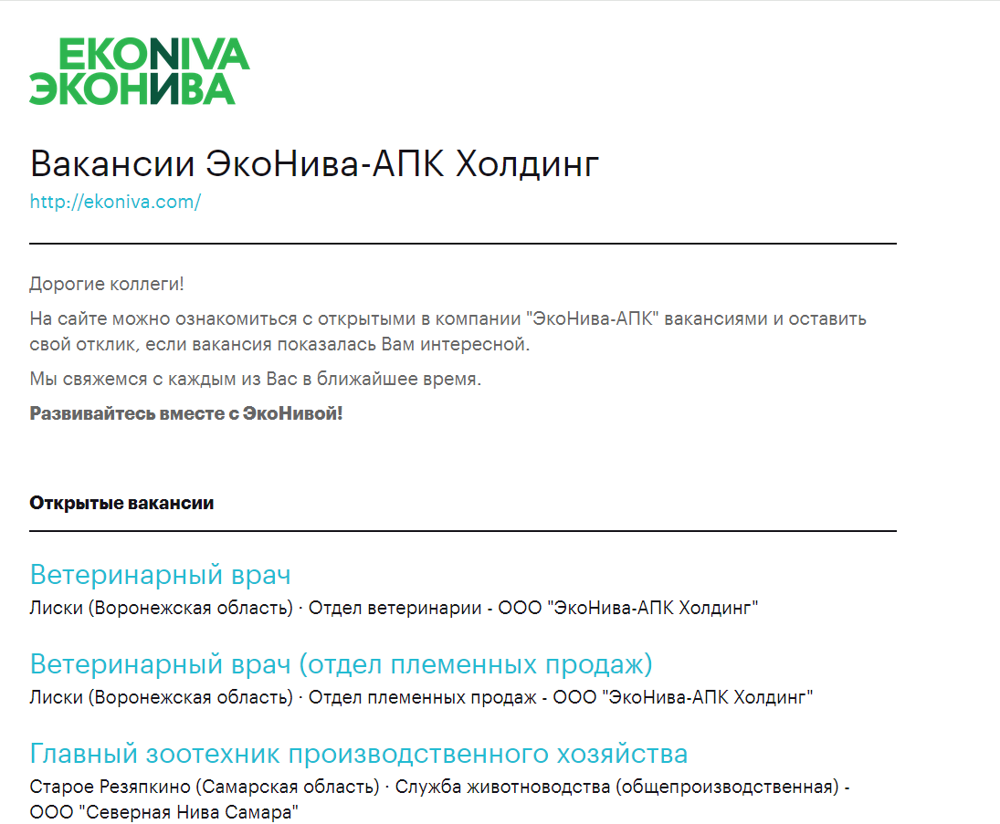 EKONIVA
ЭКОНИВА
Вакансии ЭкоНива-АПК Холдинг
http://ekoniva.com/
Дорогие коллеги!
На сайте можно ознакомиться с открытыми в компании "ЭкоНива-АПК" вакансиями и оставить
свой отклик, если вакансия показалась Вам интересной.
Мы свяжемся с каждым из Вас в ближайшее время.
Развивайтесь вместе с ЭкоНивой!
Открытые вакансии
Ветеринарный врач
Лиски (Воронежская область) · Отдел ветеринарии - ООО "ЭкоНива-АПК Холдинг"
Ветеринарный врач (отдел племенных продаж)
Лиски (Воронежская область) · Отдел племенных продаж - ООО "ЭкоНива-АПК Холдинг"
Главный зоотехник производственного хозяйства
Старое Резяпкино (Самарская область) · Служба животноводства (общепроизводственная) -
ООО "Северная Нива Самара"